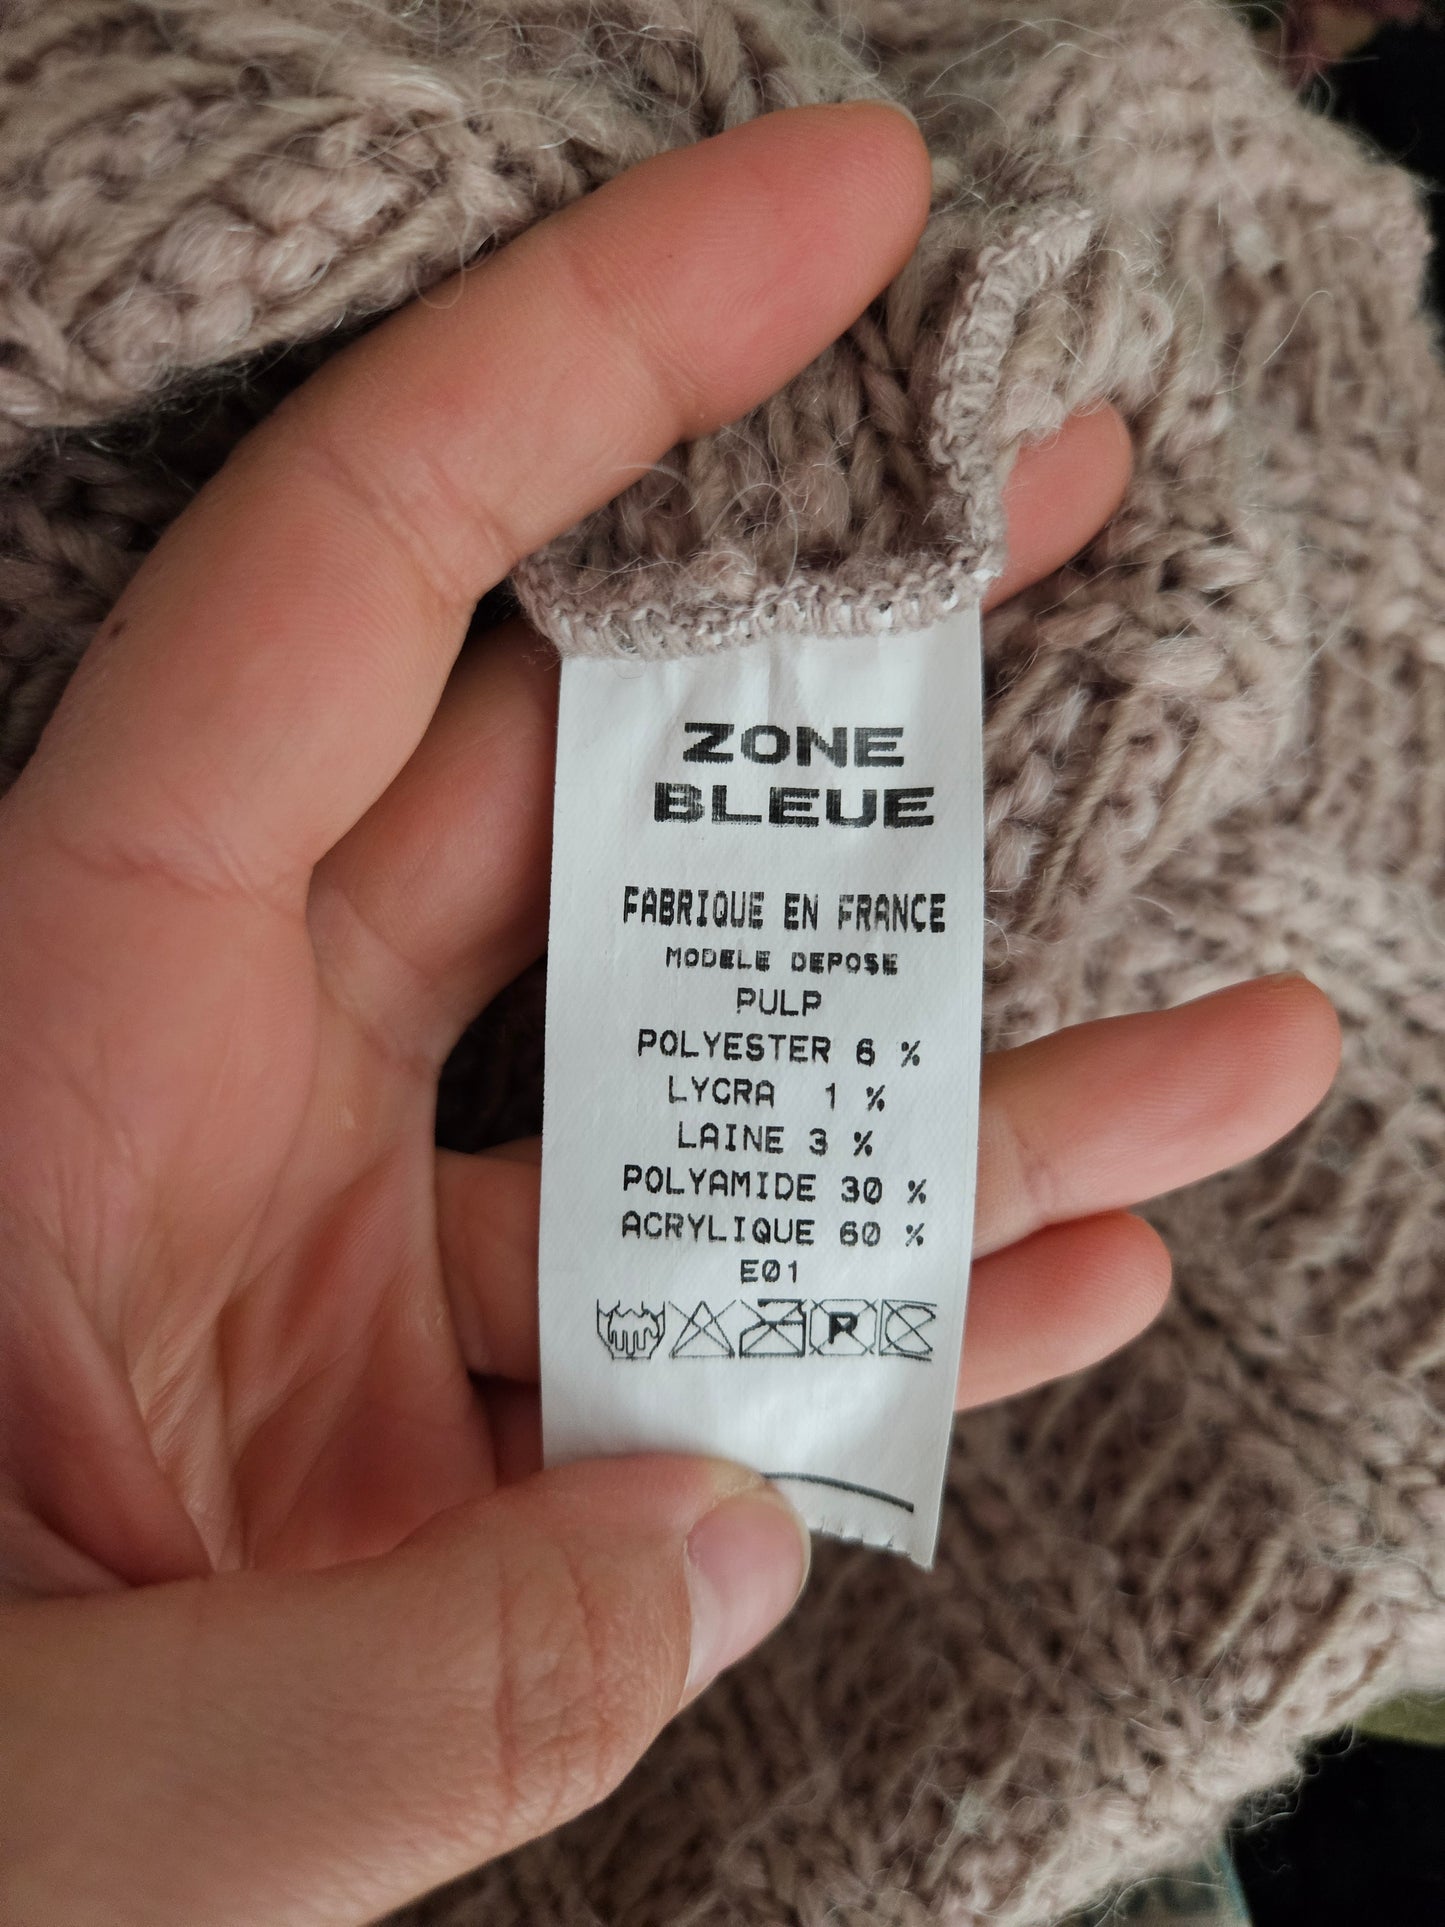 ZONE
BLEUE
FABRIQUE EN FRANCE
MODELE DEPOSE
PULP
POLYESTER 6 %
LYCRA 1 %
LAINE 3 %
POLYAMIDE 30 %
ACRYLIQUE 60 %
E01
P